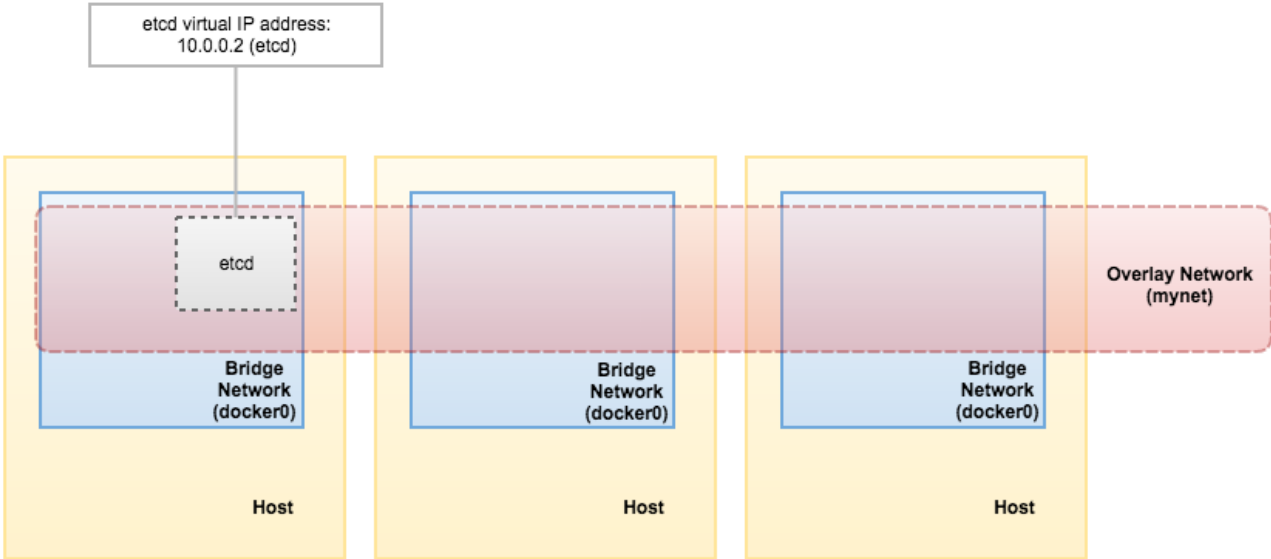 etcd virtual IP address:
10.0.0.2 (etcd)
etcd
Overlay Network
(mynet)
Bridge
Network
(docker0)
Bridge
Network
(docker0)
Bridge
Network
(docker0)
Host
Host
Host